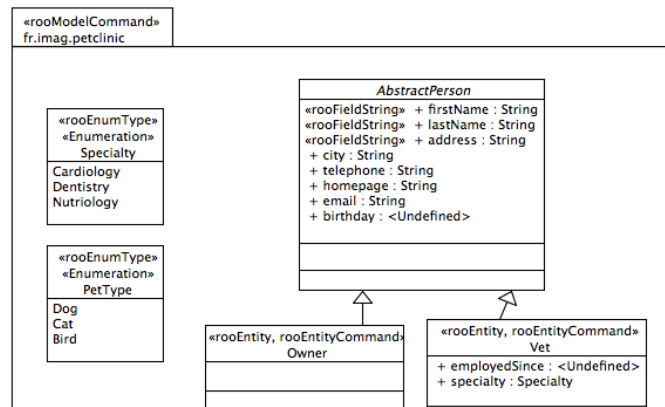 «rooModelCommand»
fr.imag.petclinic
«rooEnumType»
«Enumeration»
Specialty
Cardiology
Dentistry
Nutriology
«rooEnumType»
«Enumeration»
PetType
Dog
Cat
Bird
AbstractPerson
«rooFieldString» + firstName : String
«rooFieldString» + lastName : String
«rooFieldString» + address : String
+ city : String
+ telephone : String
+ homepage : String
+ email : String
+ birthday : <Undefined>
«rooEntity, rooEntityCommand»
Owner
«rooEntity, rooEntityCommand»
Vet
+ employedSince : <Undefined>
+ specialty : Specialty